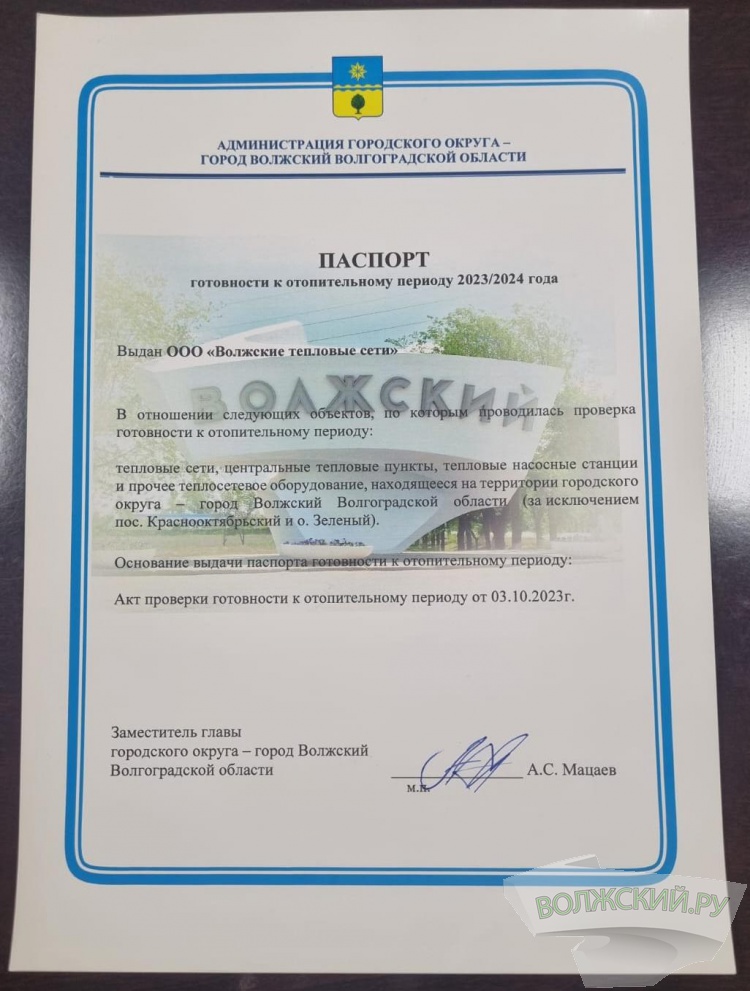 АДМИНИСТРАЦИЯ ГОРОДСКОГО ОКРУГА –
ГОРОД ВОЛЖСКИЙ ВОЛГОГРАДСКОЙ ОБЛАСТИ
ПАСПОРТ
готовности к отопительному периоду 2023/2024 года
Выдан ООО «Волжские тепловые сети»
ВОЛЖСКИЙ
В отношении следующих объектов, по которым проводилась проверка
готовности к отопительному периоду:
тепловые сети, центральные тепловые пункты, тепловые насосные станции
и прочее теплосетевое оборудование, находящееся на территории городского
округа – город Волжский Волгоградской области (за исключением
пос. Краснооктябрьский и о. Зеленый).
Основание выдачи паспорта готовности к отопительному периоду:
Акт проверки готовности к отопительному периоду от 03.10.2023г.
Заместитель главы
городского округа – город Волжский
Волгоградской области
А.С. Мацаев
м.п.
ВОЛЖСКИЙ.РУ